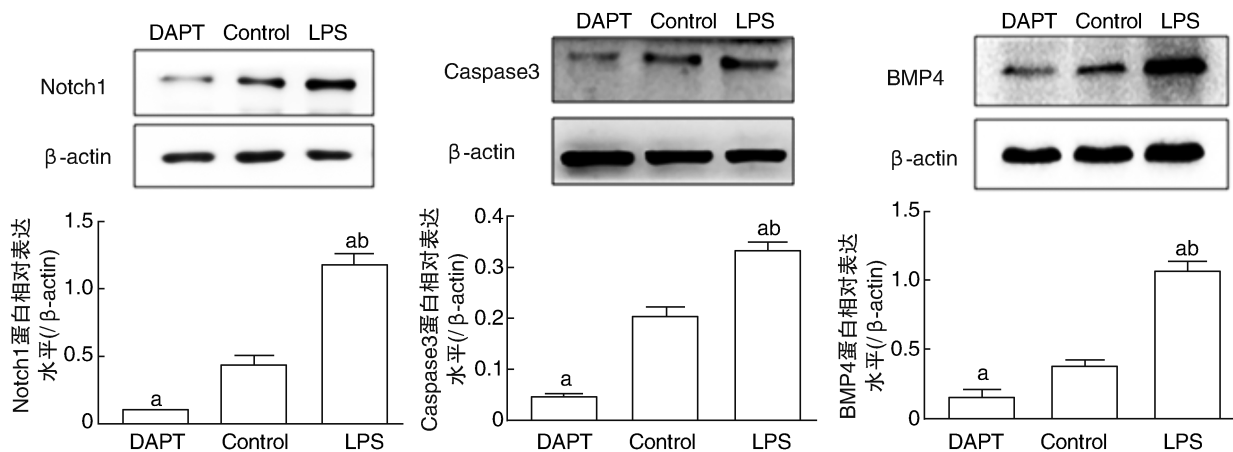 DAPT Control LPS
Notch1
β-actin
Notch1蛋白相对表达
水平(/β-actin)
1.5
1.0
0.5
0
a
ab
DAPT Control LPS
DAPT Control LPS
Caspase3
β-actin
Caspase3蛋白相对表达
水平(/β-actin)
0.4
0.3
0.2
0.1
0
a
ab
DAPT Control LPS
DAPT Control LPS
BMP4
β-actin
BMP4蛋白相对表达
水平(/β-actin)
1.5
1.0
0.5
0
a
ab
DAPT Control LPS